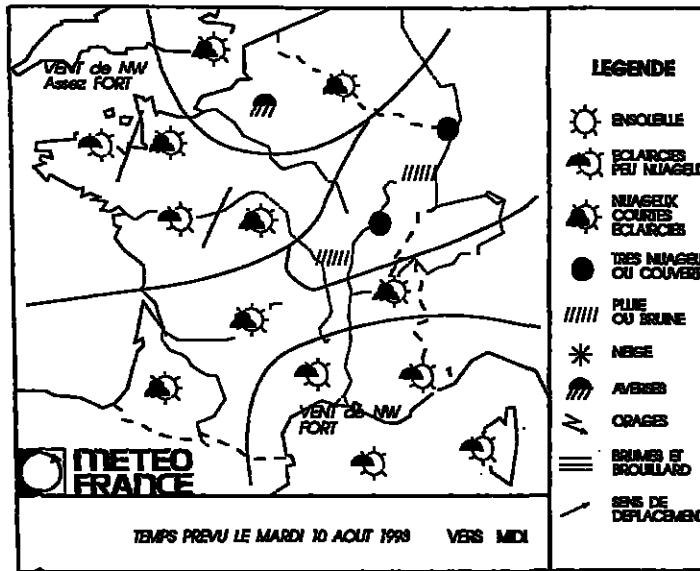 VENT de NW
Assez FORT
VENT de NW
FORT
METEO
FRANCE
TEMPS PREVU LE MARDI 10 AOUT 1993 VERS MIDI
LEGENDE
ENSOLEILLE
ECLAIRCIES
PEU NUAGEUX
NUAGEUX
COURTES
ECLAIRCIES
TRES NUAGEUX
OU COUVERT
PLUIE
OU BRUINE
NEIGE
AVERSES
ORAGES
BRUMES ET
BROUILLARD
SENS DE
DEPLACEMENT